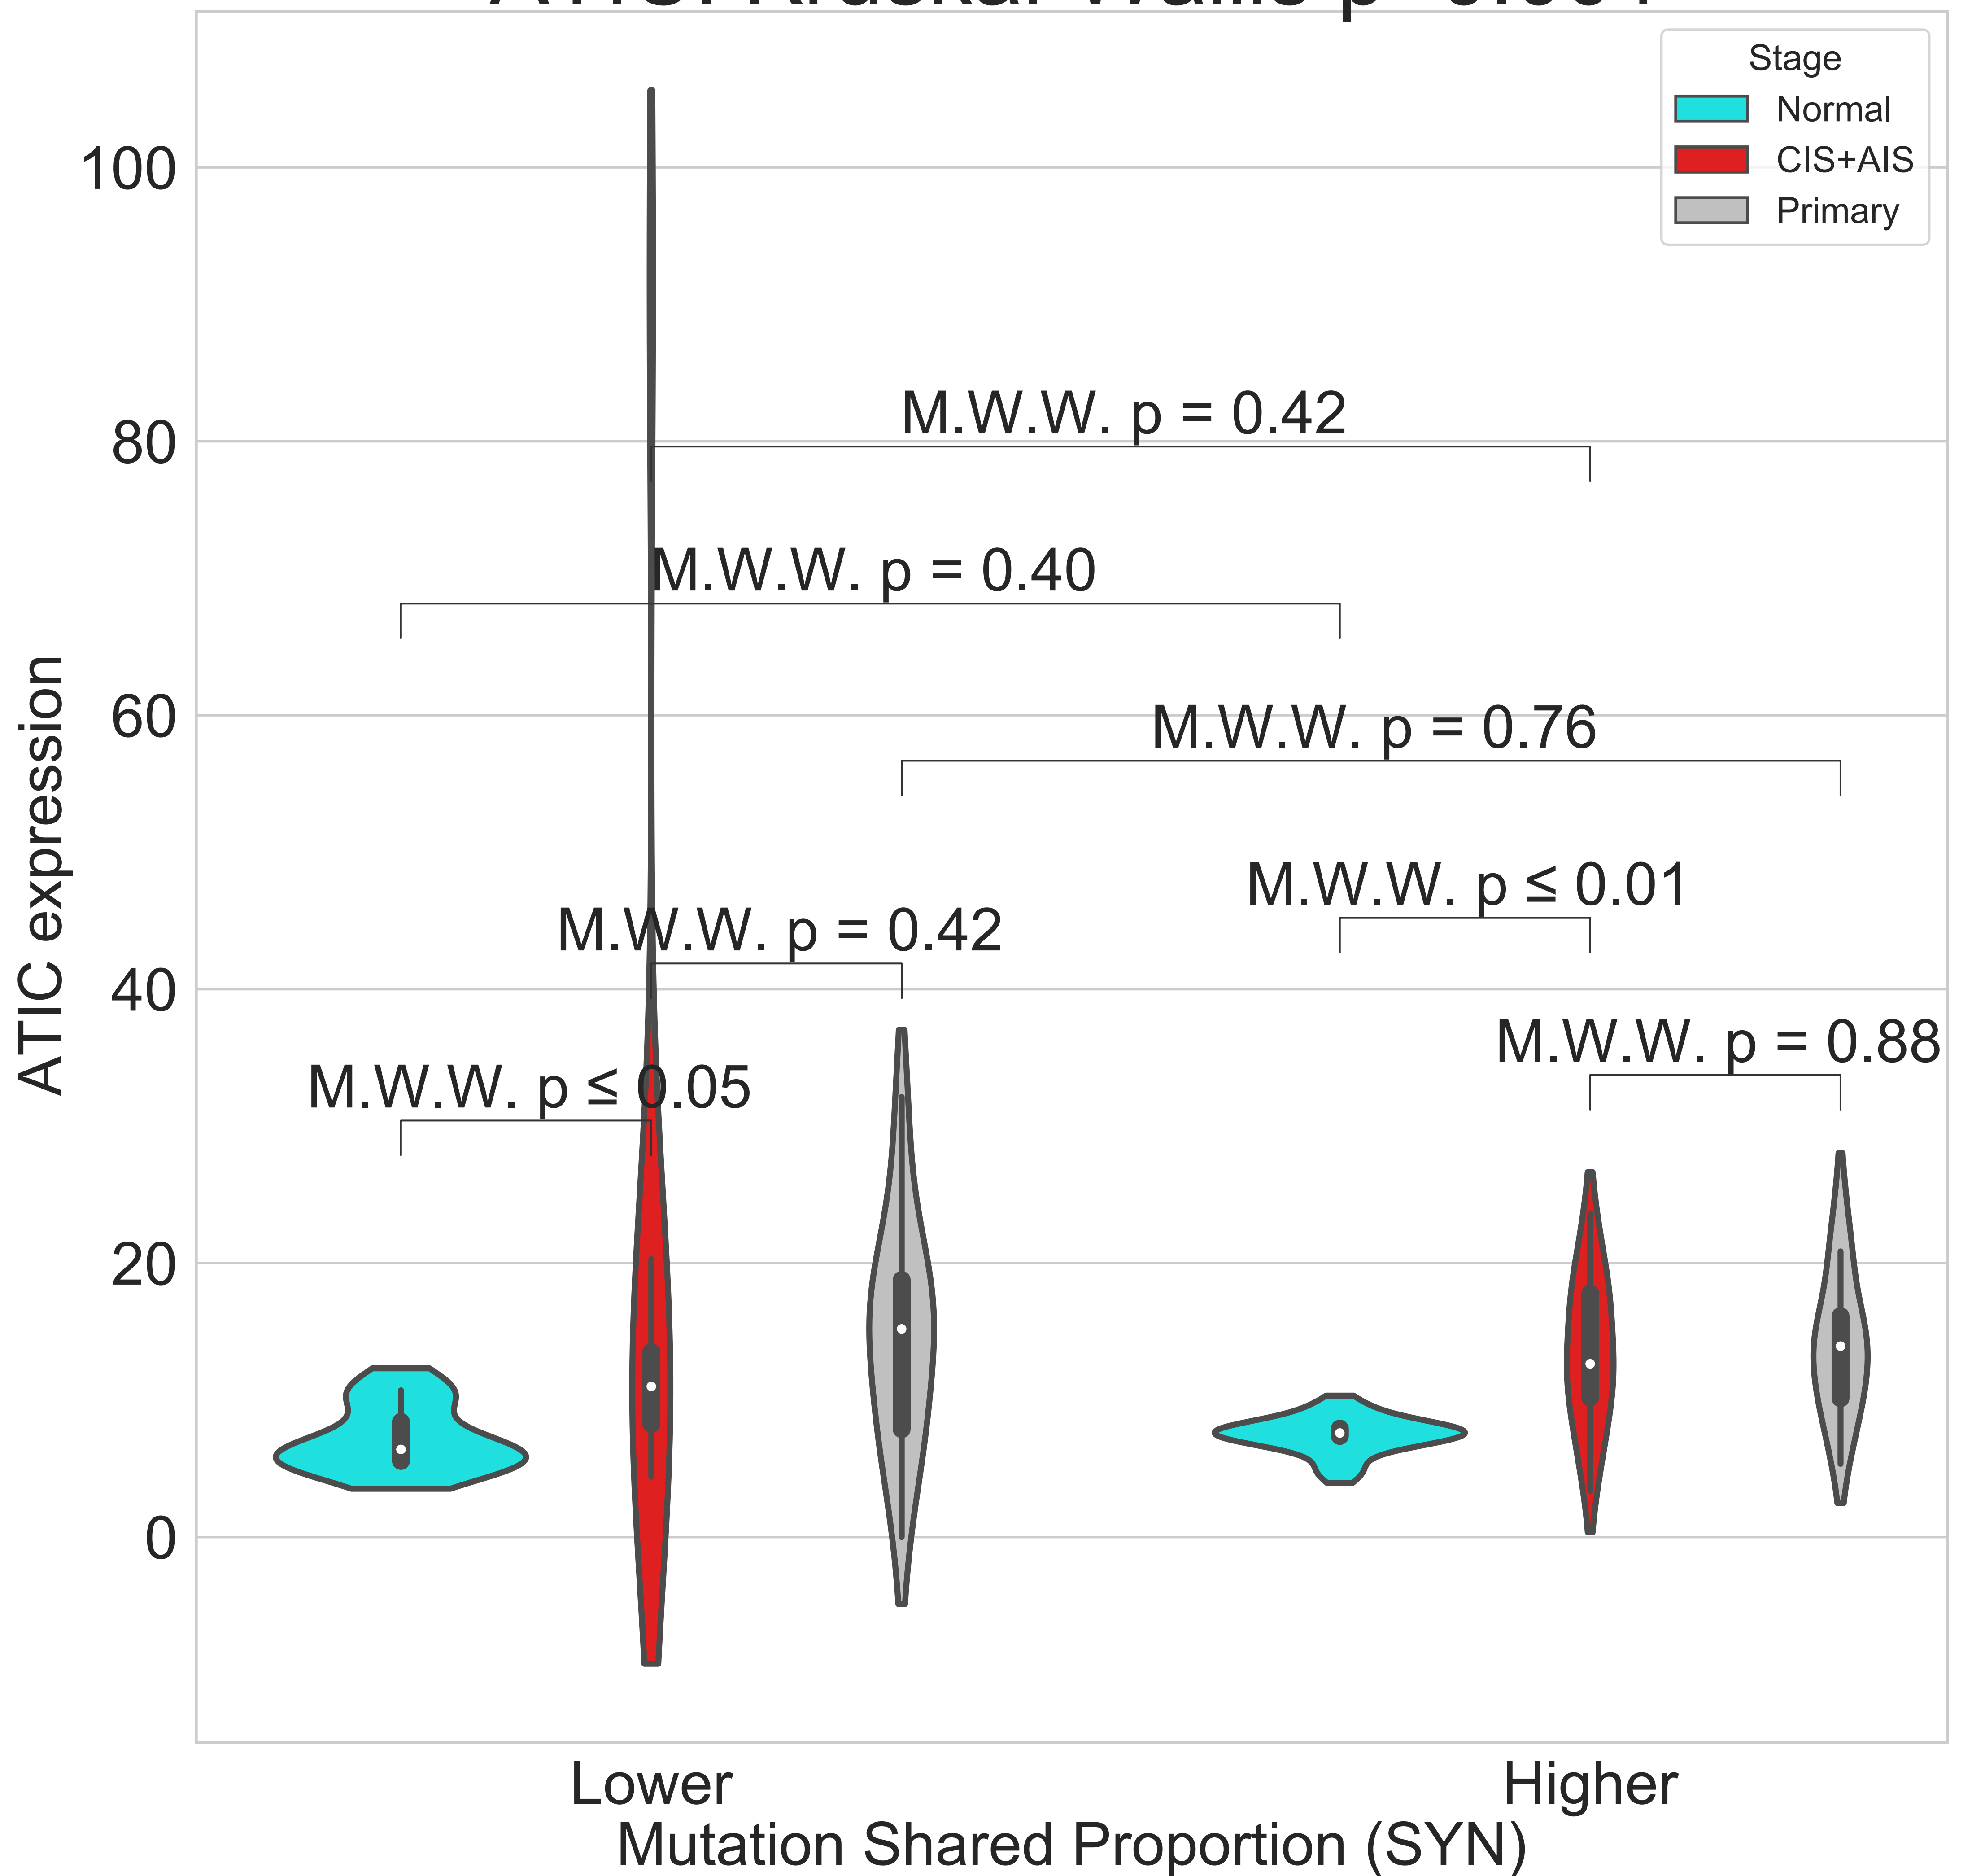 Stage
Normal
CIS+AIS
Primary
100
80
60
40
20
0
ATIC expression
M.W.W. p = 0.42
M.W.W. p = 0.40
M.W.W. p = 0.76
M.W.W. p ≤ 0.01
M.W.W. p = 0.42
M.W.W. p = 0.88
M.W.W. p ≤ 0.05
Lower
Higher
Mutation Shared Proportion (SYN)